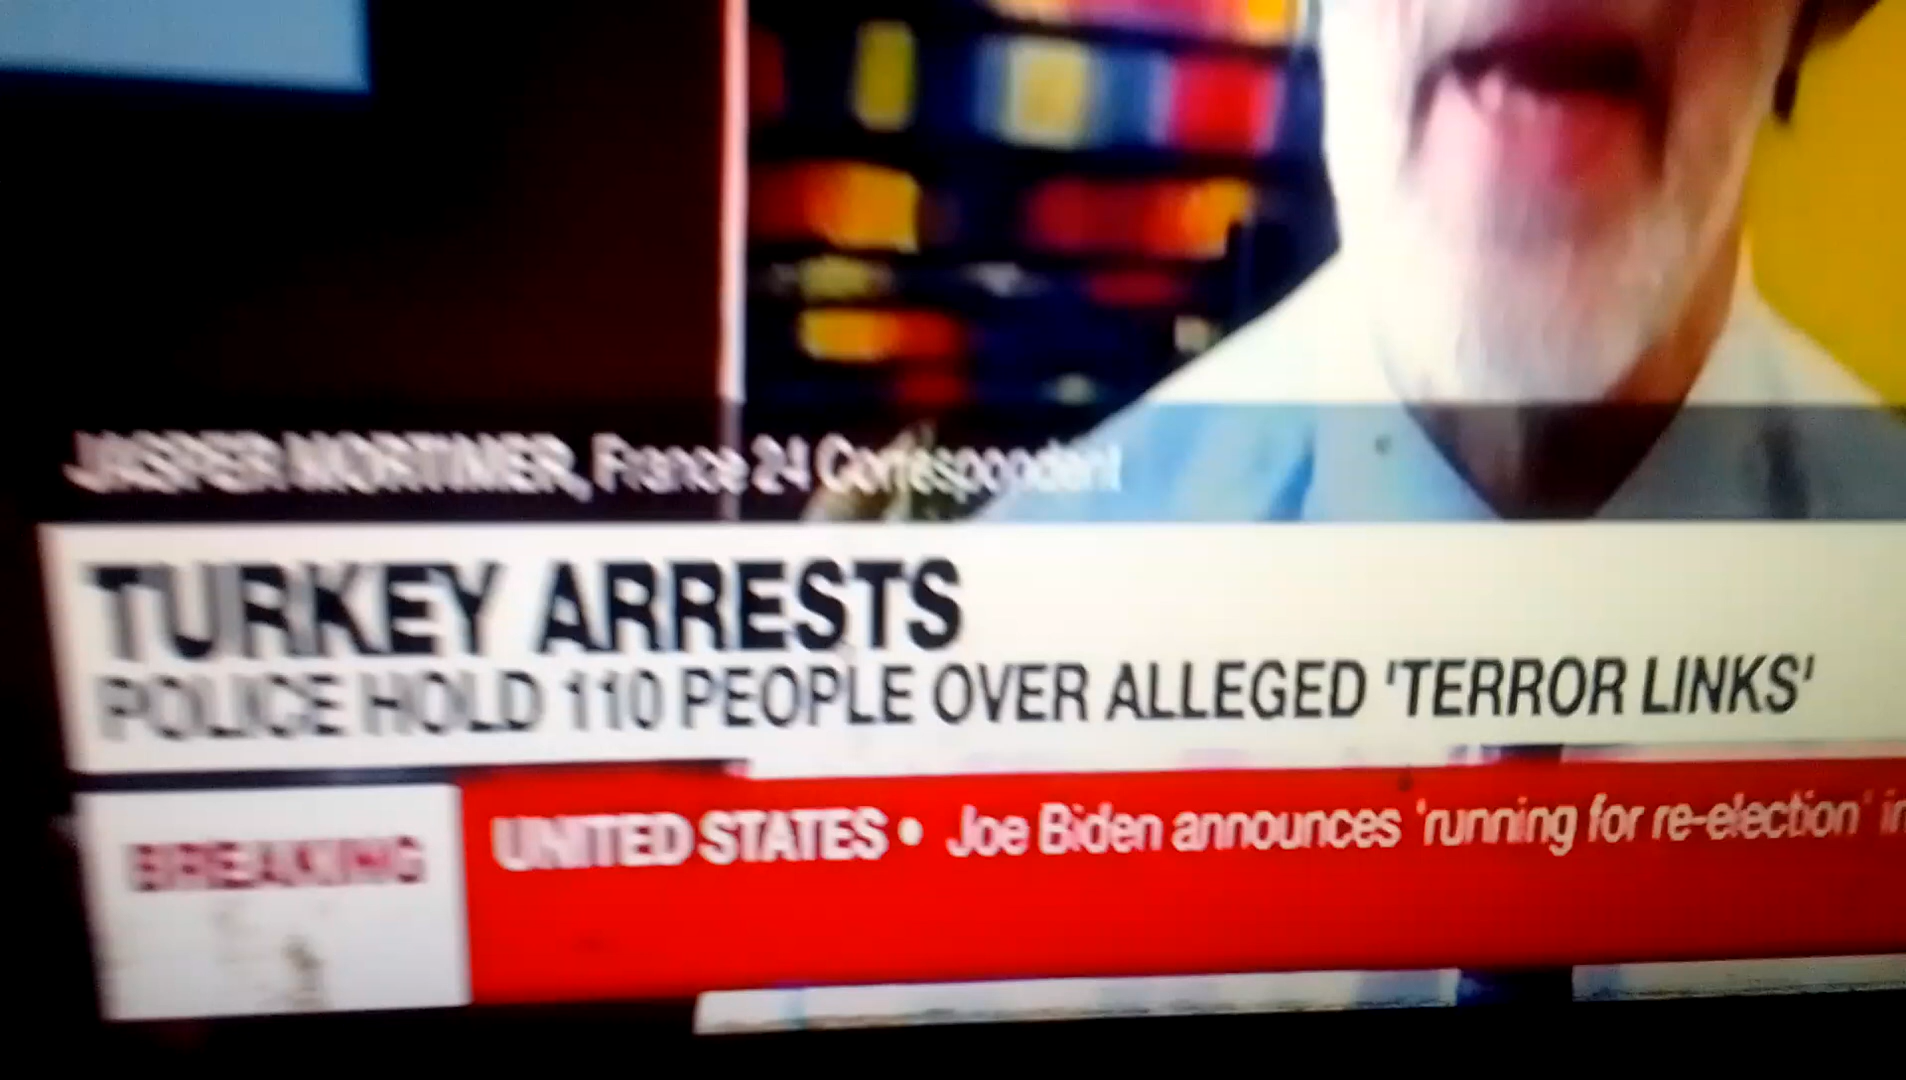 JASPER MORTIMER, France 24 Correspondent
TURKEY ARRESTS
POLICE HOLD 110 PEOPLE OVER ALLEGED 'TERROR LINKS'
BREAKING
UNITED STATES • Joe Biden announces 'running for re-election' in